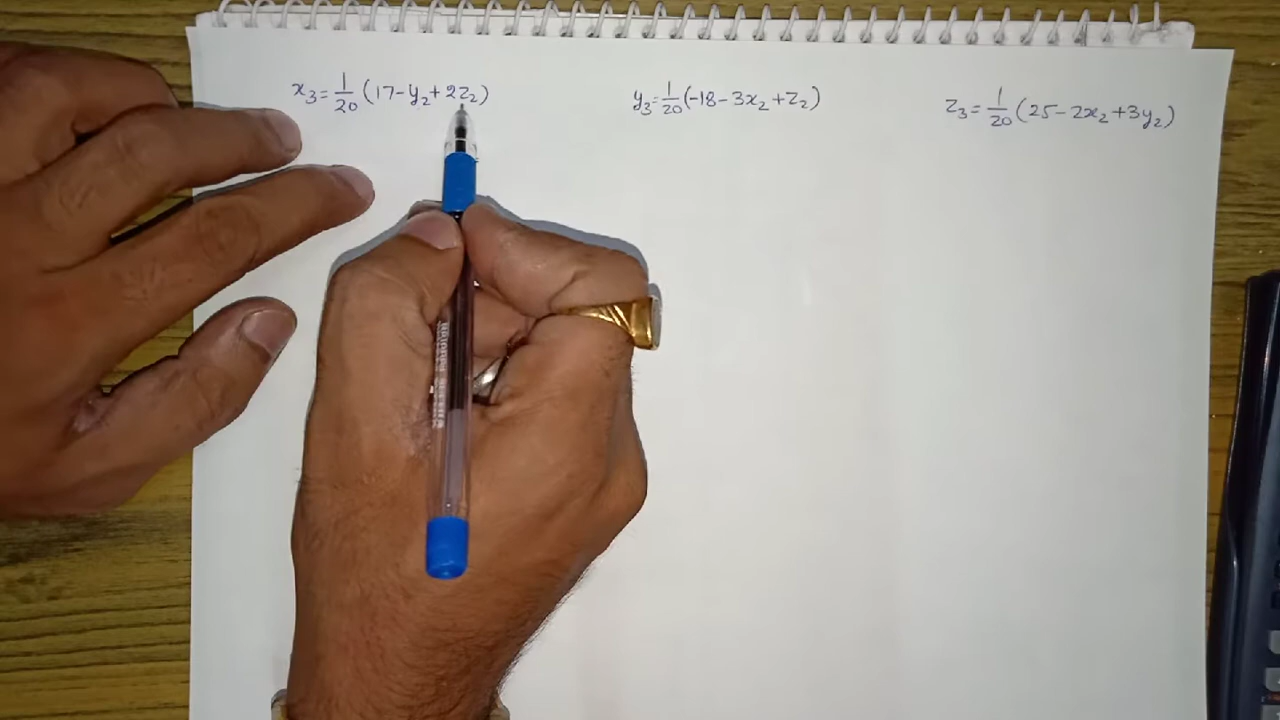 x₃ = 1/20 (17 - y₂ + 2z₂)
y₃ = 1/20 (-18 - 3x₂ + z₂)
z₃ = 1/20 (25 - 2x₂ + 3y₂)